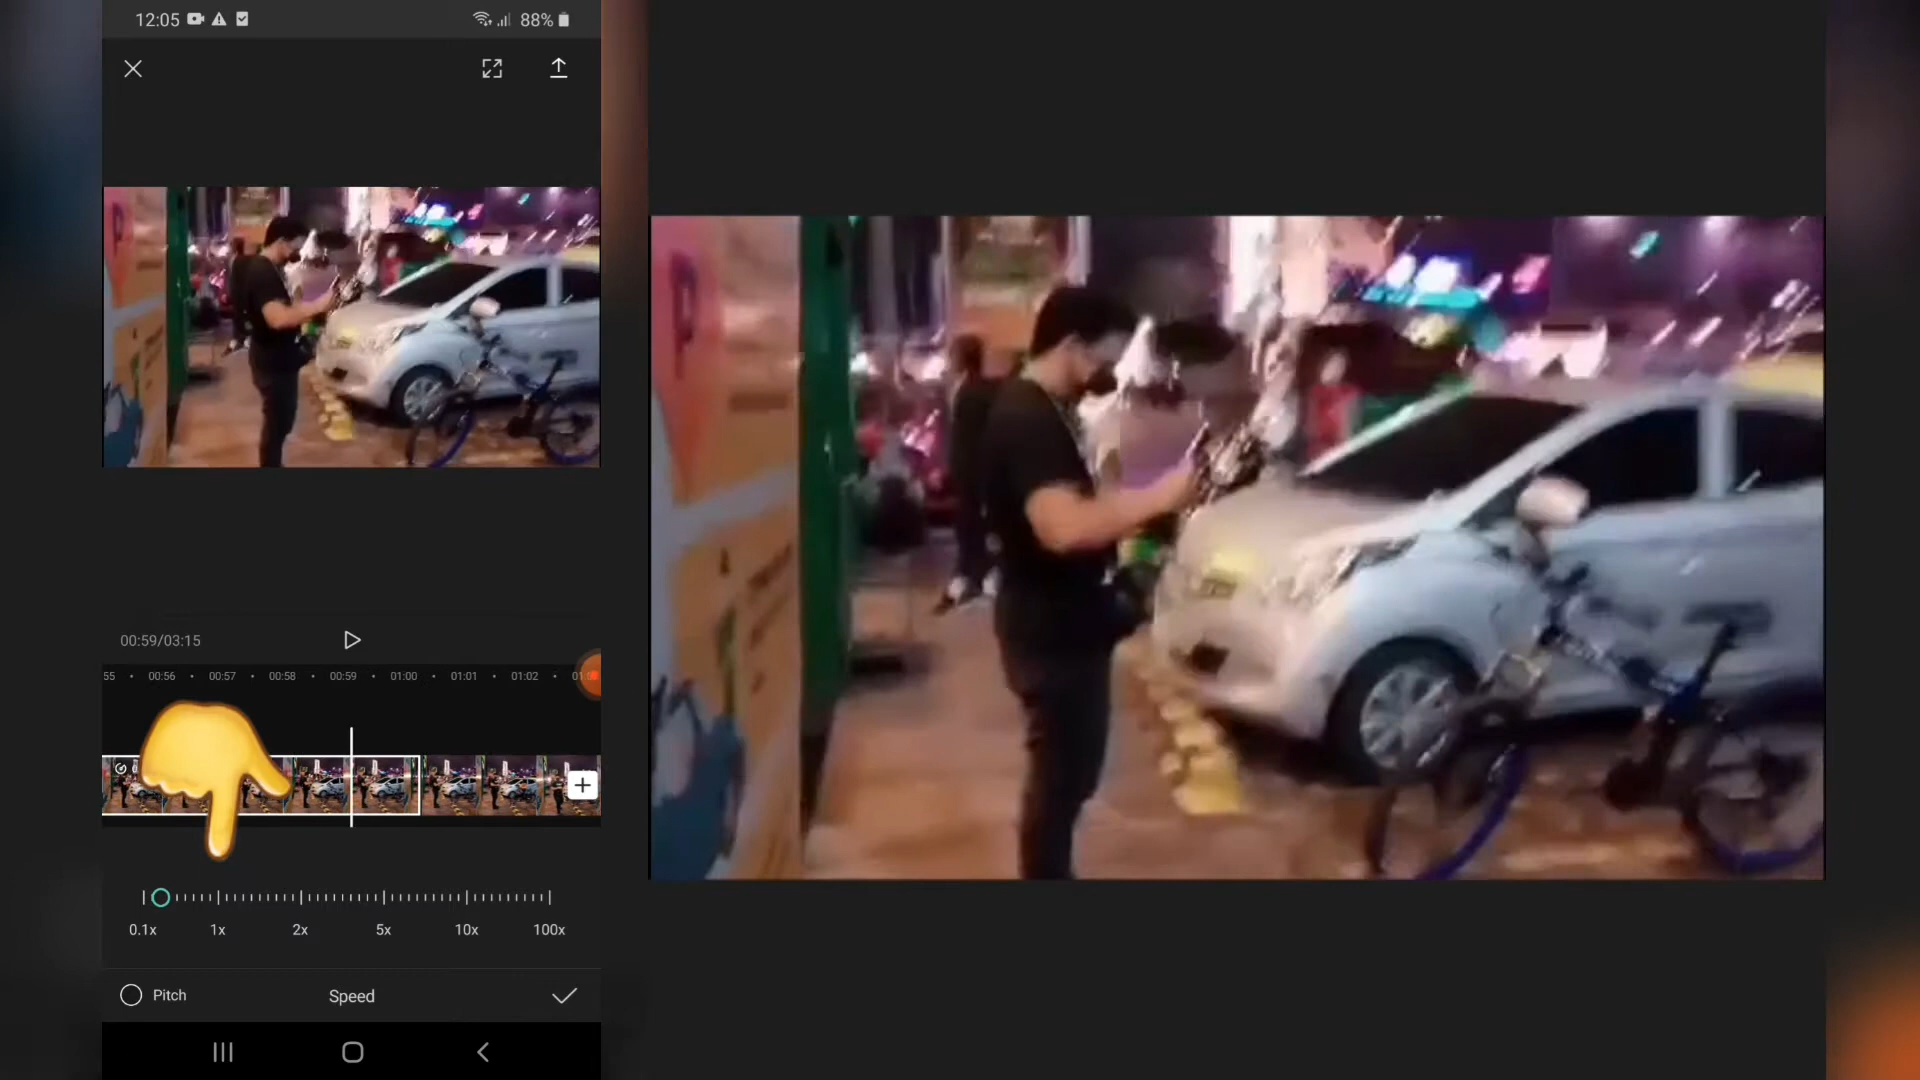 12:05
88%
00:59/03:15
55 00:56 00:57 00:58 00:59 01:00 01:01 01:02
0.1x 1x 2x 5x 10x 100x
Pitch Speed
P